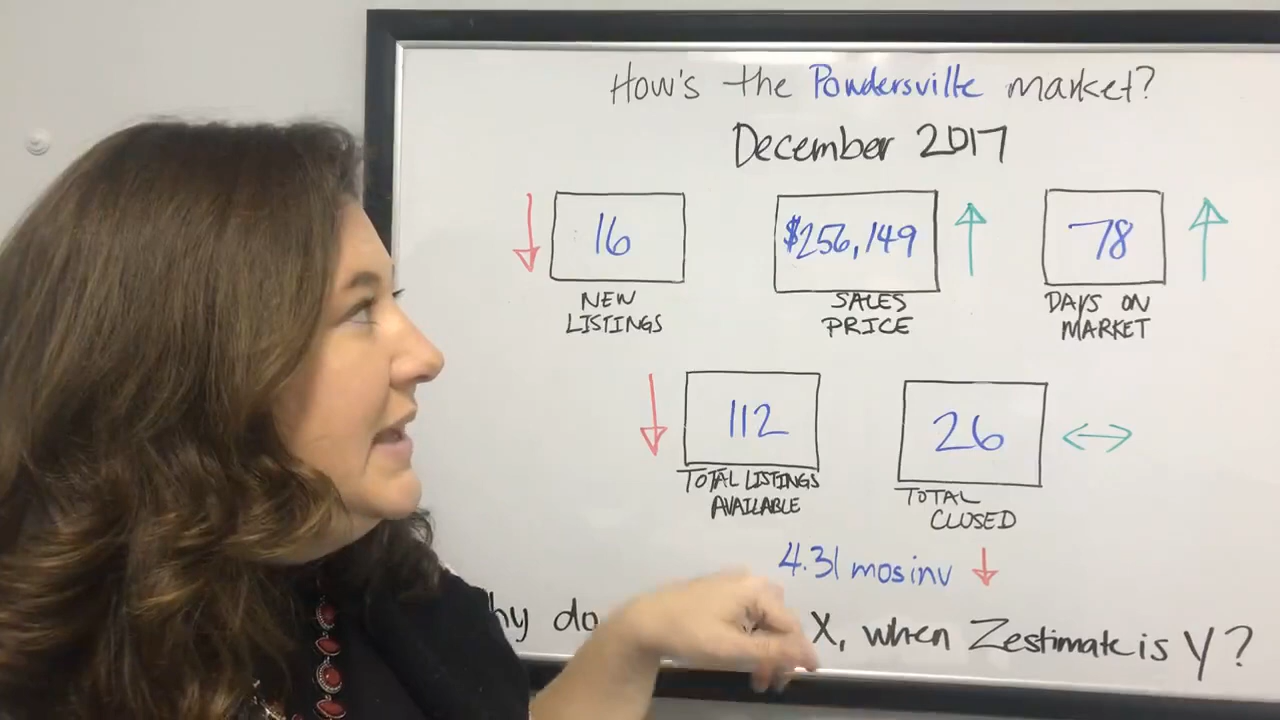 How's the Powdersville market?
December 2017
16
NEW
LISTINGS
$256,149
SALES
PRICE
78
DAYS ON
MARKET
112
TOTAL LISTINGS
AVAILABLE
26
TOTAL
CLOSED
4.31 mos inv
do X, when Zestimate is Y?